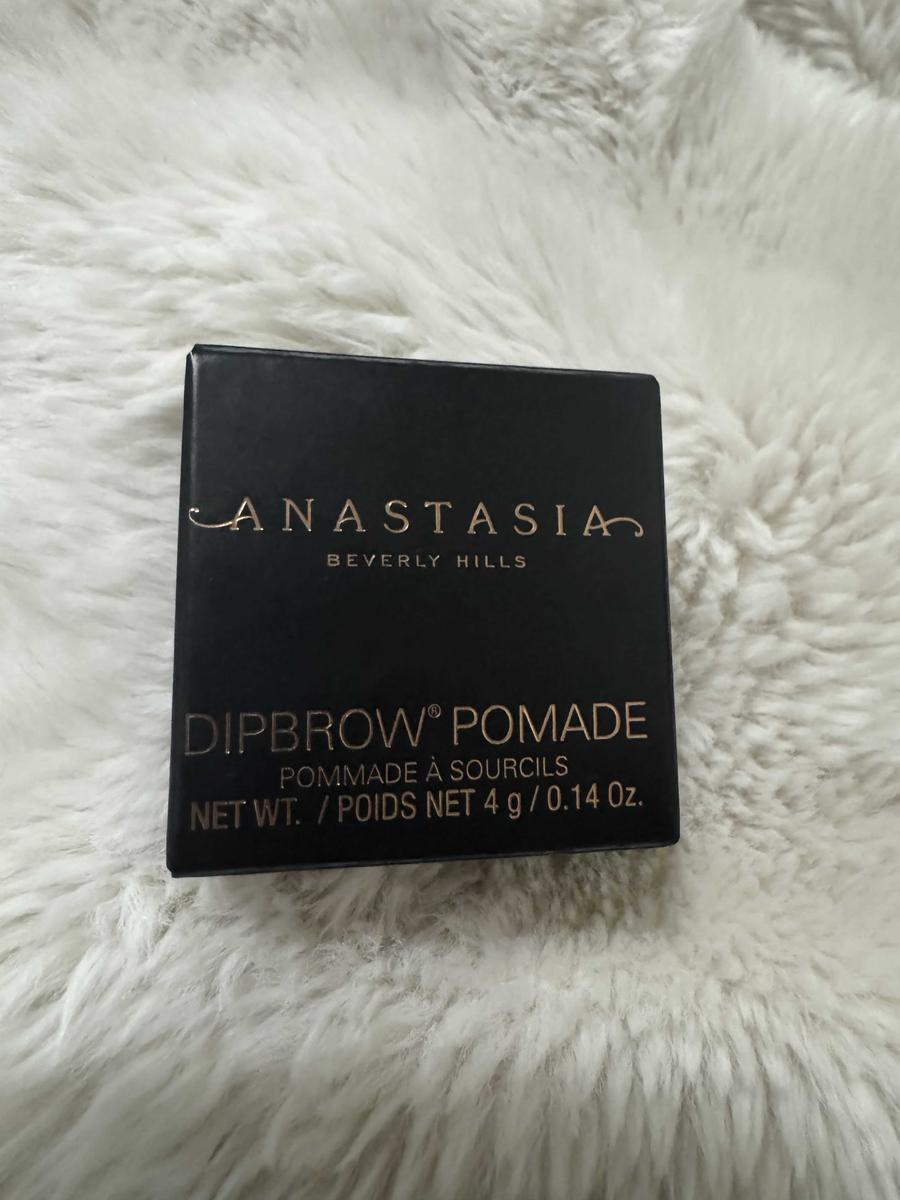 ANASTASIA
BEVERLY HILLS
DIPBROW® POMADE
POMMADE À SOURCILS
NET WT. / POIDS NET 4 g / 0.14 Oz.